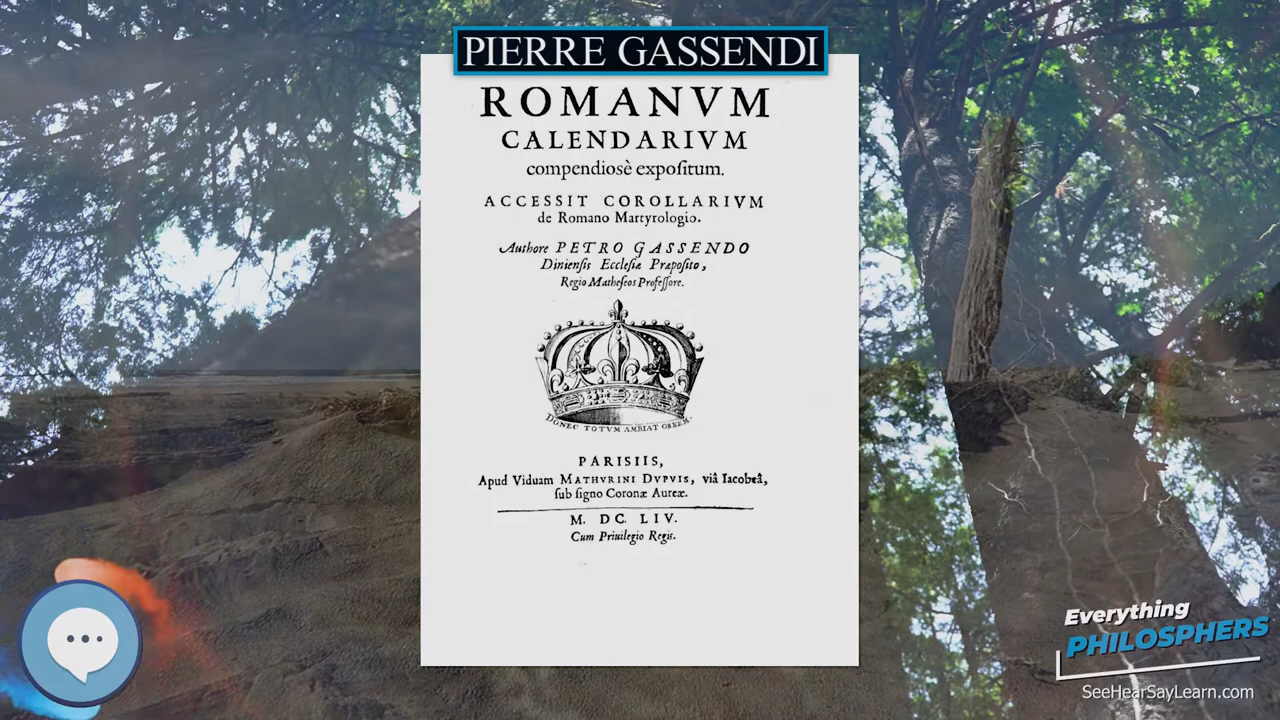 PIERRE GASSENDI
ROMANVM
CALENDARIVM
compendiosè expoſitum.
ACCESSIT COROLLARIVM
de Romano Martyrologio.
Authore PETRO GASSENDO
Dinienſis Eccleſiæ Præpoſito,
Regio Matheſeos Profeſſore.
DONEC TOTVM AMBIAT ORBEM
PARISIIS,
Apud Viduam MATHVRINI DVPVIS, viâ Iacobæâ,
ſub ſigno Coronæ Aureæ.
M. DC. LIV.
Cum Priuilegio Regis.
Everything
PHILOSPHERS
SeeHearSayLearn.com